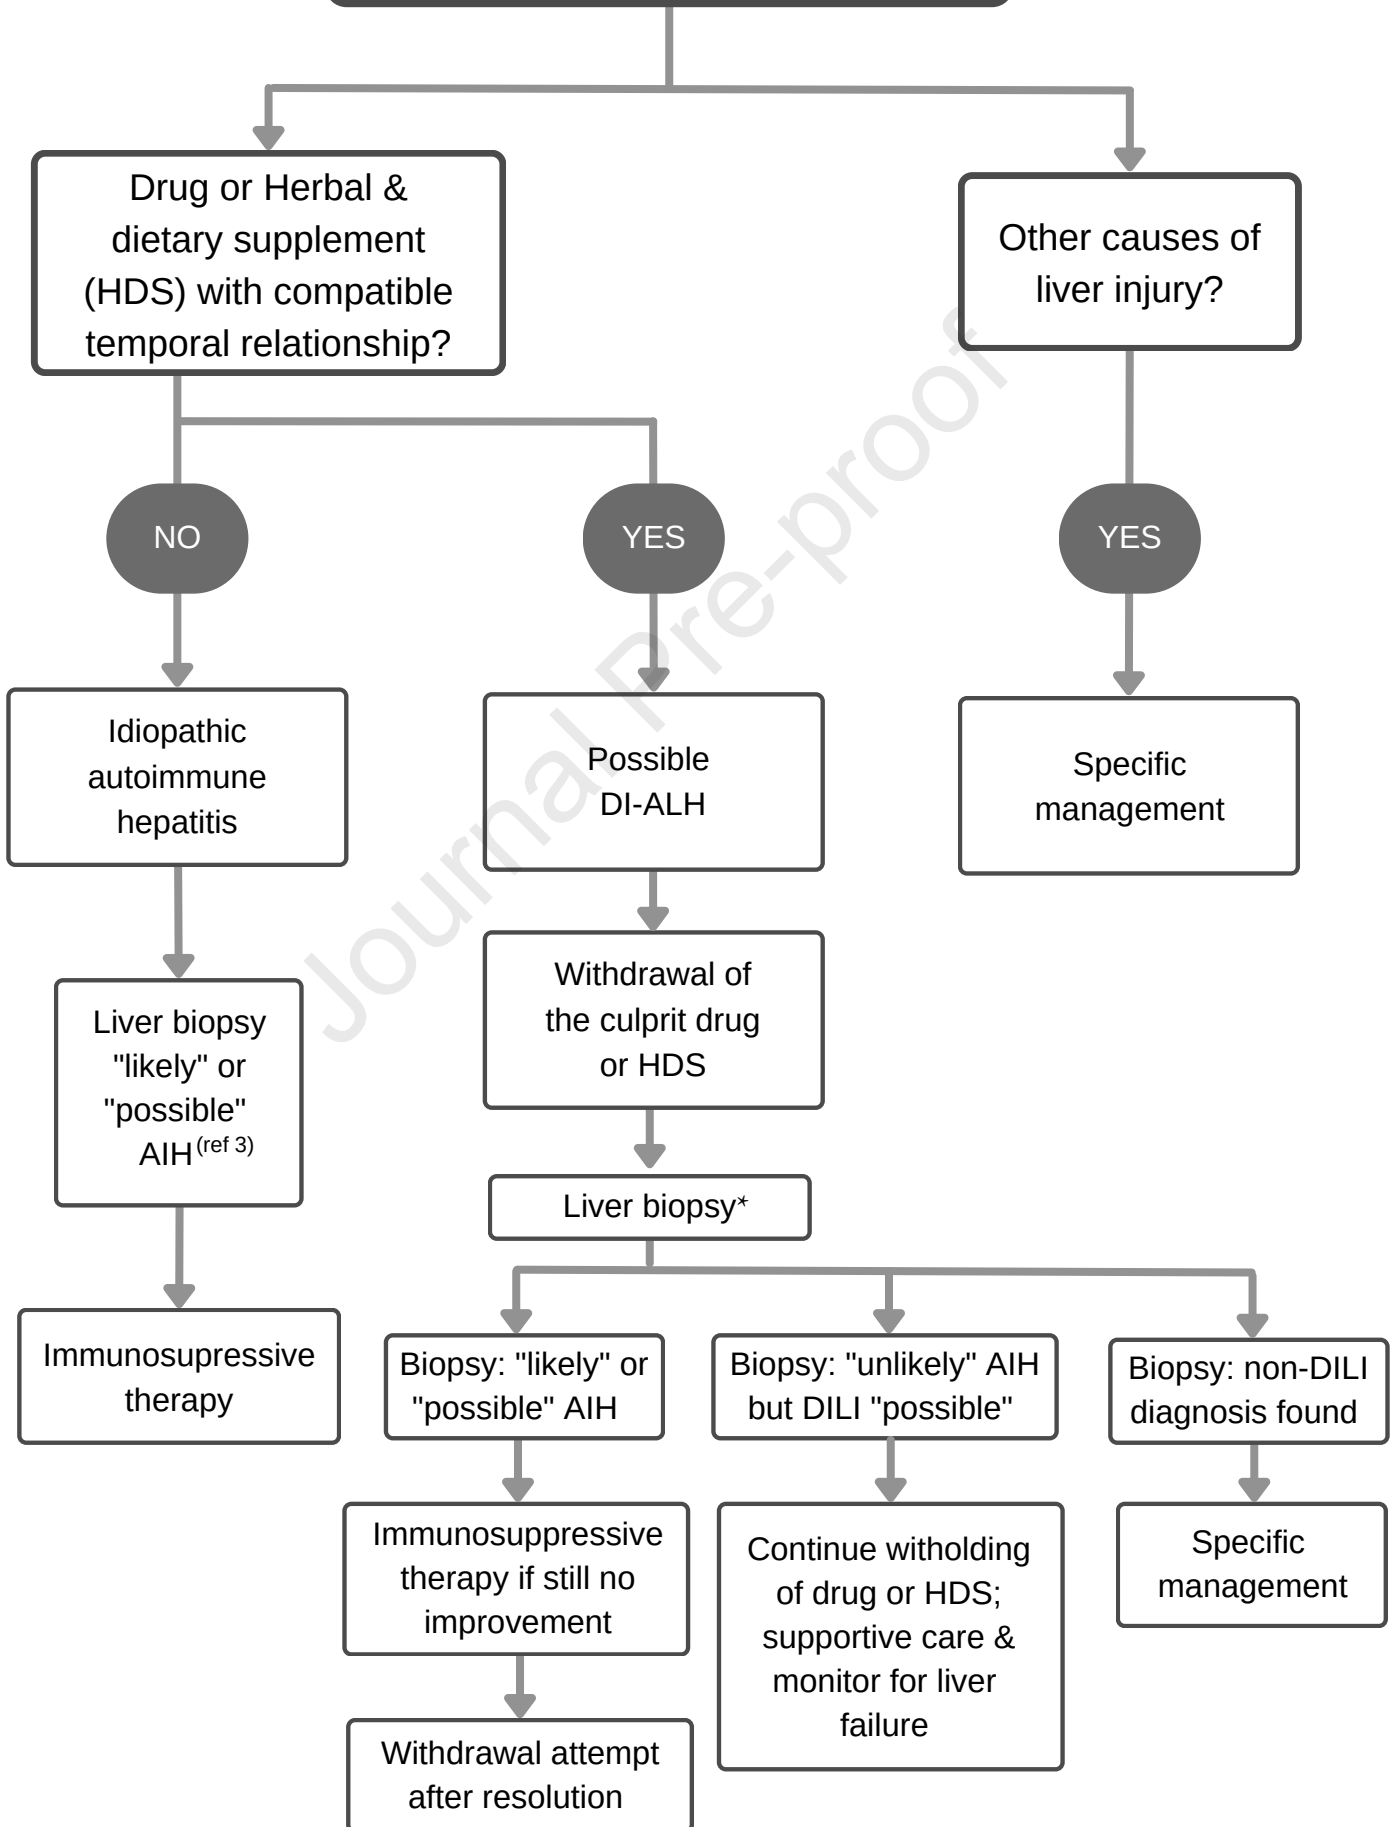 Drug or Herbal &
dietary supplement
(HDS) with compatible
temporal relationship?
Other causes of
liver injury?
NO
YES
YES
Idiopathic
autoimmune
hepatitis
Possible
DI-ALH
Specific
management
Withdrawal of
the culprit drug
or HDS
Liver biopsy
"likely" or
"possible"
AIH (ref 3)
Liver biopsy*
Immunosupressive
therapy
Biopsy: "likely" or
"possible" AIH
Biopsy: "unlikely" AIH
but DILI "possible"
Biopsy: non-DILI
diagnosis found
Immunosuppressive
therapy if still no
improvement
Continue witholding
of drug or HDS;
supportive care &
monitor for liver
failure
Specific
management
Withdrawal attempt
after resolution
Journal Pre-proof